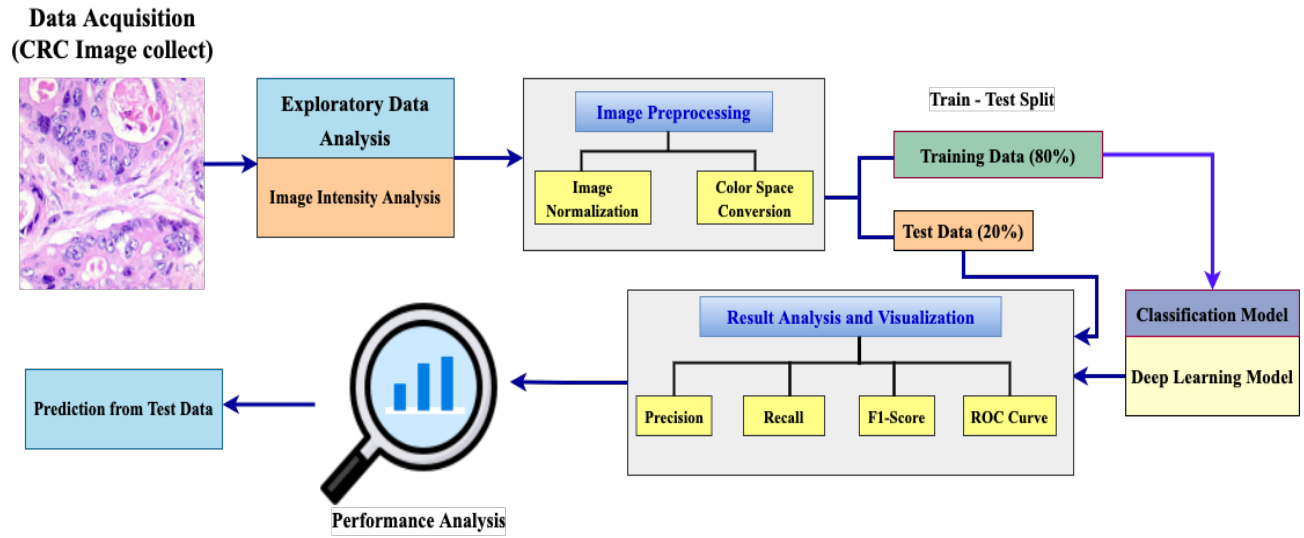 Data Acquisition
(CRC Image collect)
Exploratory Data
Analysis
Image Intensity Analysis
Image Preprocessing
Image
Normalization
Color Space
Conversion
Train - Test Split
Training Data (80%)
Test Data (20%)
Classification Model
Deep Learning Model
Result Analysis and Visualization
Precision
Recall
F1-Score
ROC Curve
Performance Analysis
Prediction from Test Data